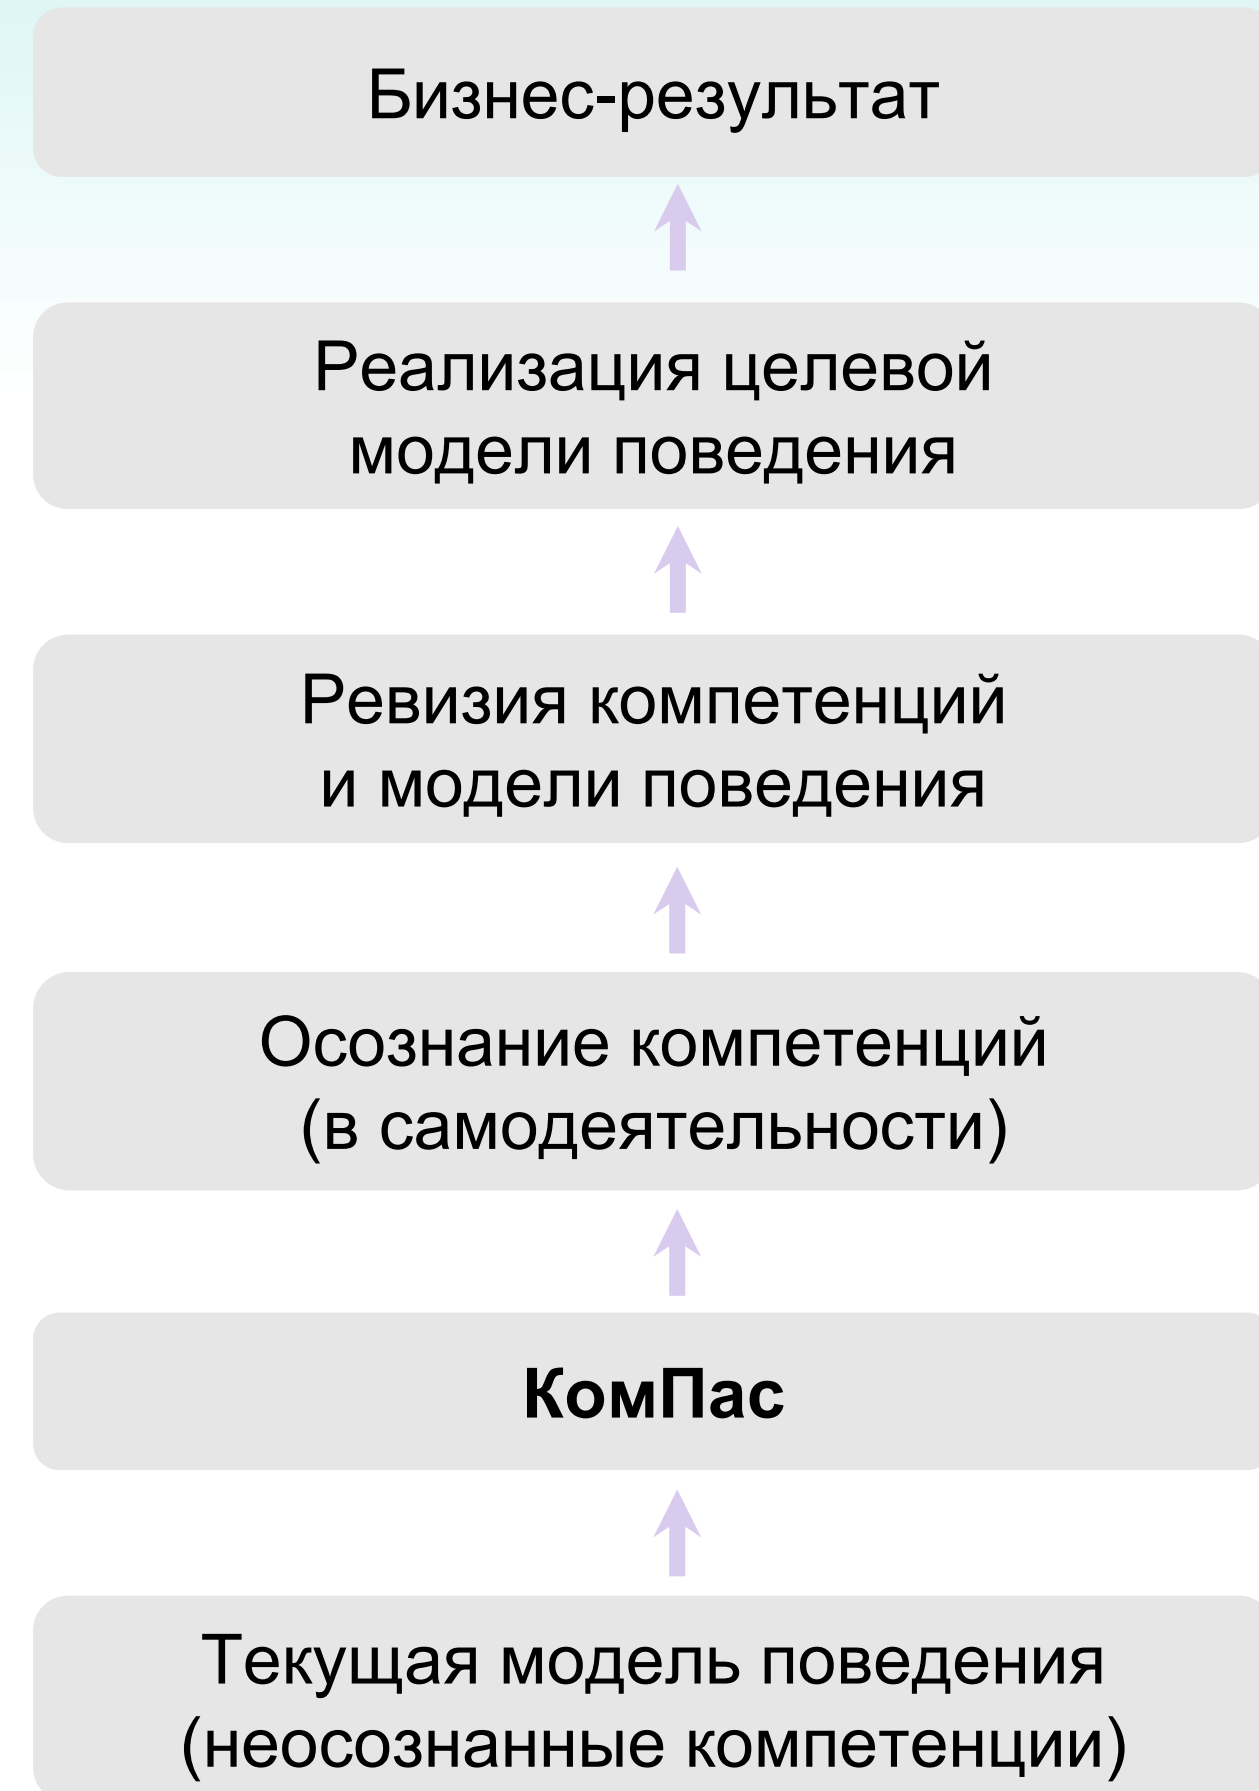 Бизнес-результат
Реализация целевой
модели поведения
Ревизия компетенций
и модели поведения
Осознание компетенций
(в самодеятельности)
КомПас
Текущая модель поведения
(неосознанные компетенции)